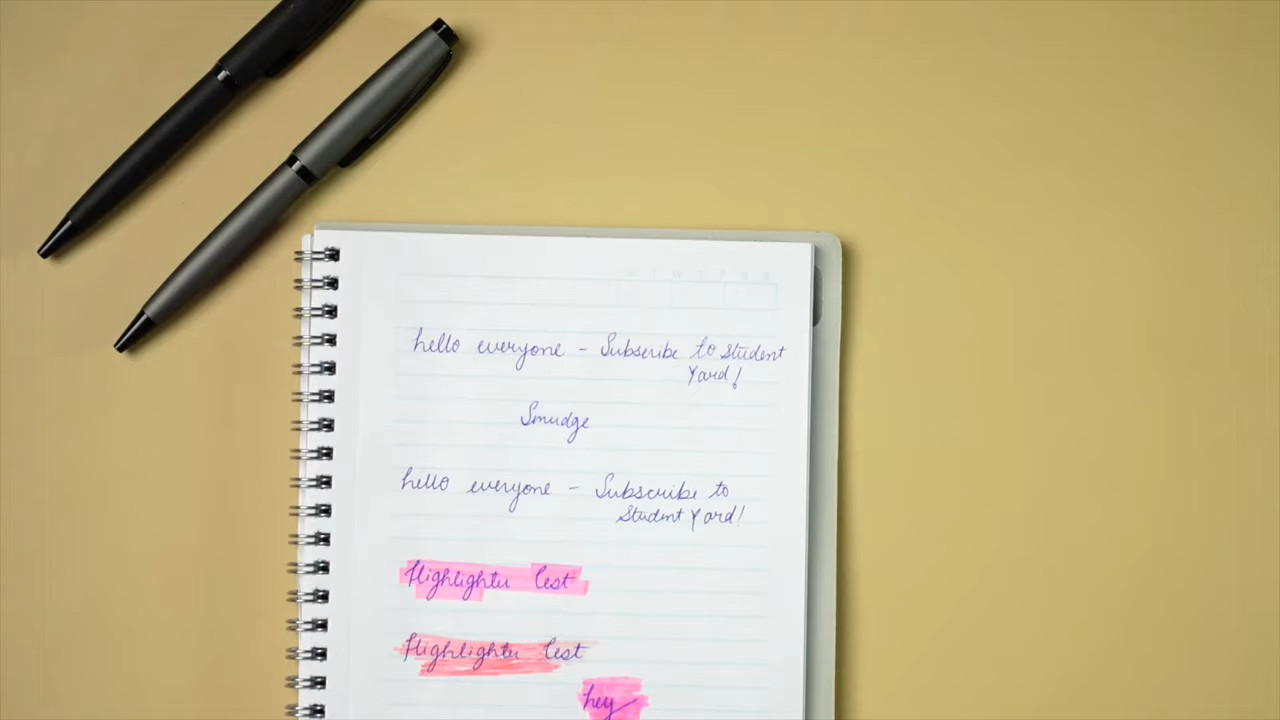 M T W T F S S
hello everyone - Subscribe to Student
Yard!
Smudge
hello everyone - Subscribe to
Student Yard!
Highlighter test
Highlighter test
hey